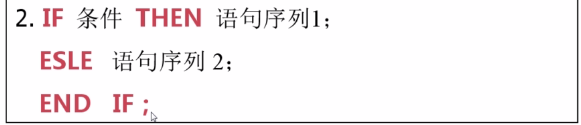 2. IF 条件 THEN 语句序列1;
ESLE 语句序列 2;
END IF ;